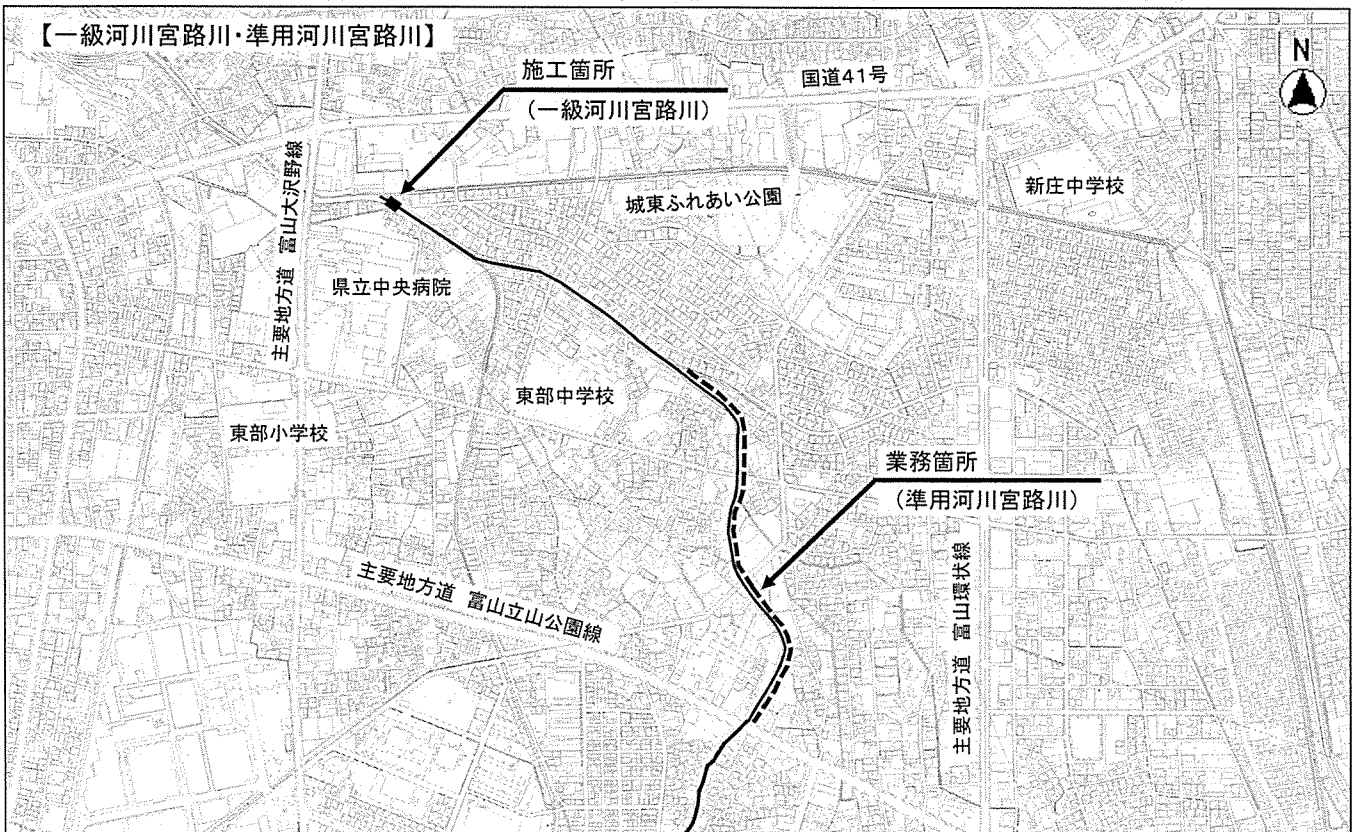 【一級河川宮路川・準用河川宮路川】
N
施工箇所
(一級河川宮路川)
国道41号
主要地方道 富山大沢野線
城東ふれあい公園
新庄中学校
県立中央病院
東部中学校
東部小学校
業務箇所
(準用河川宮路川)
主要地方道 富山立山公園線
主要地方道 富山環状線